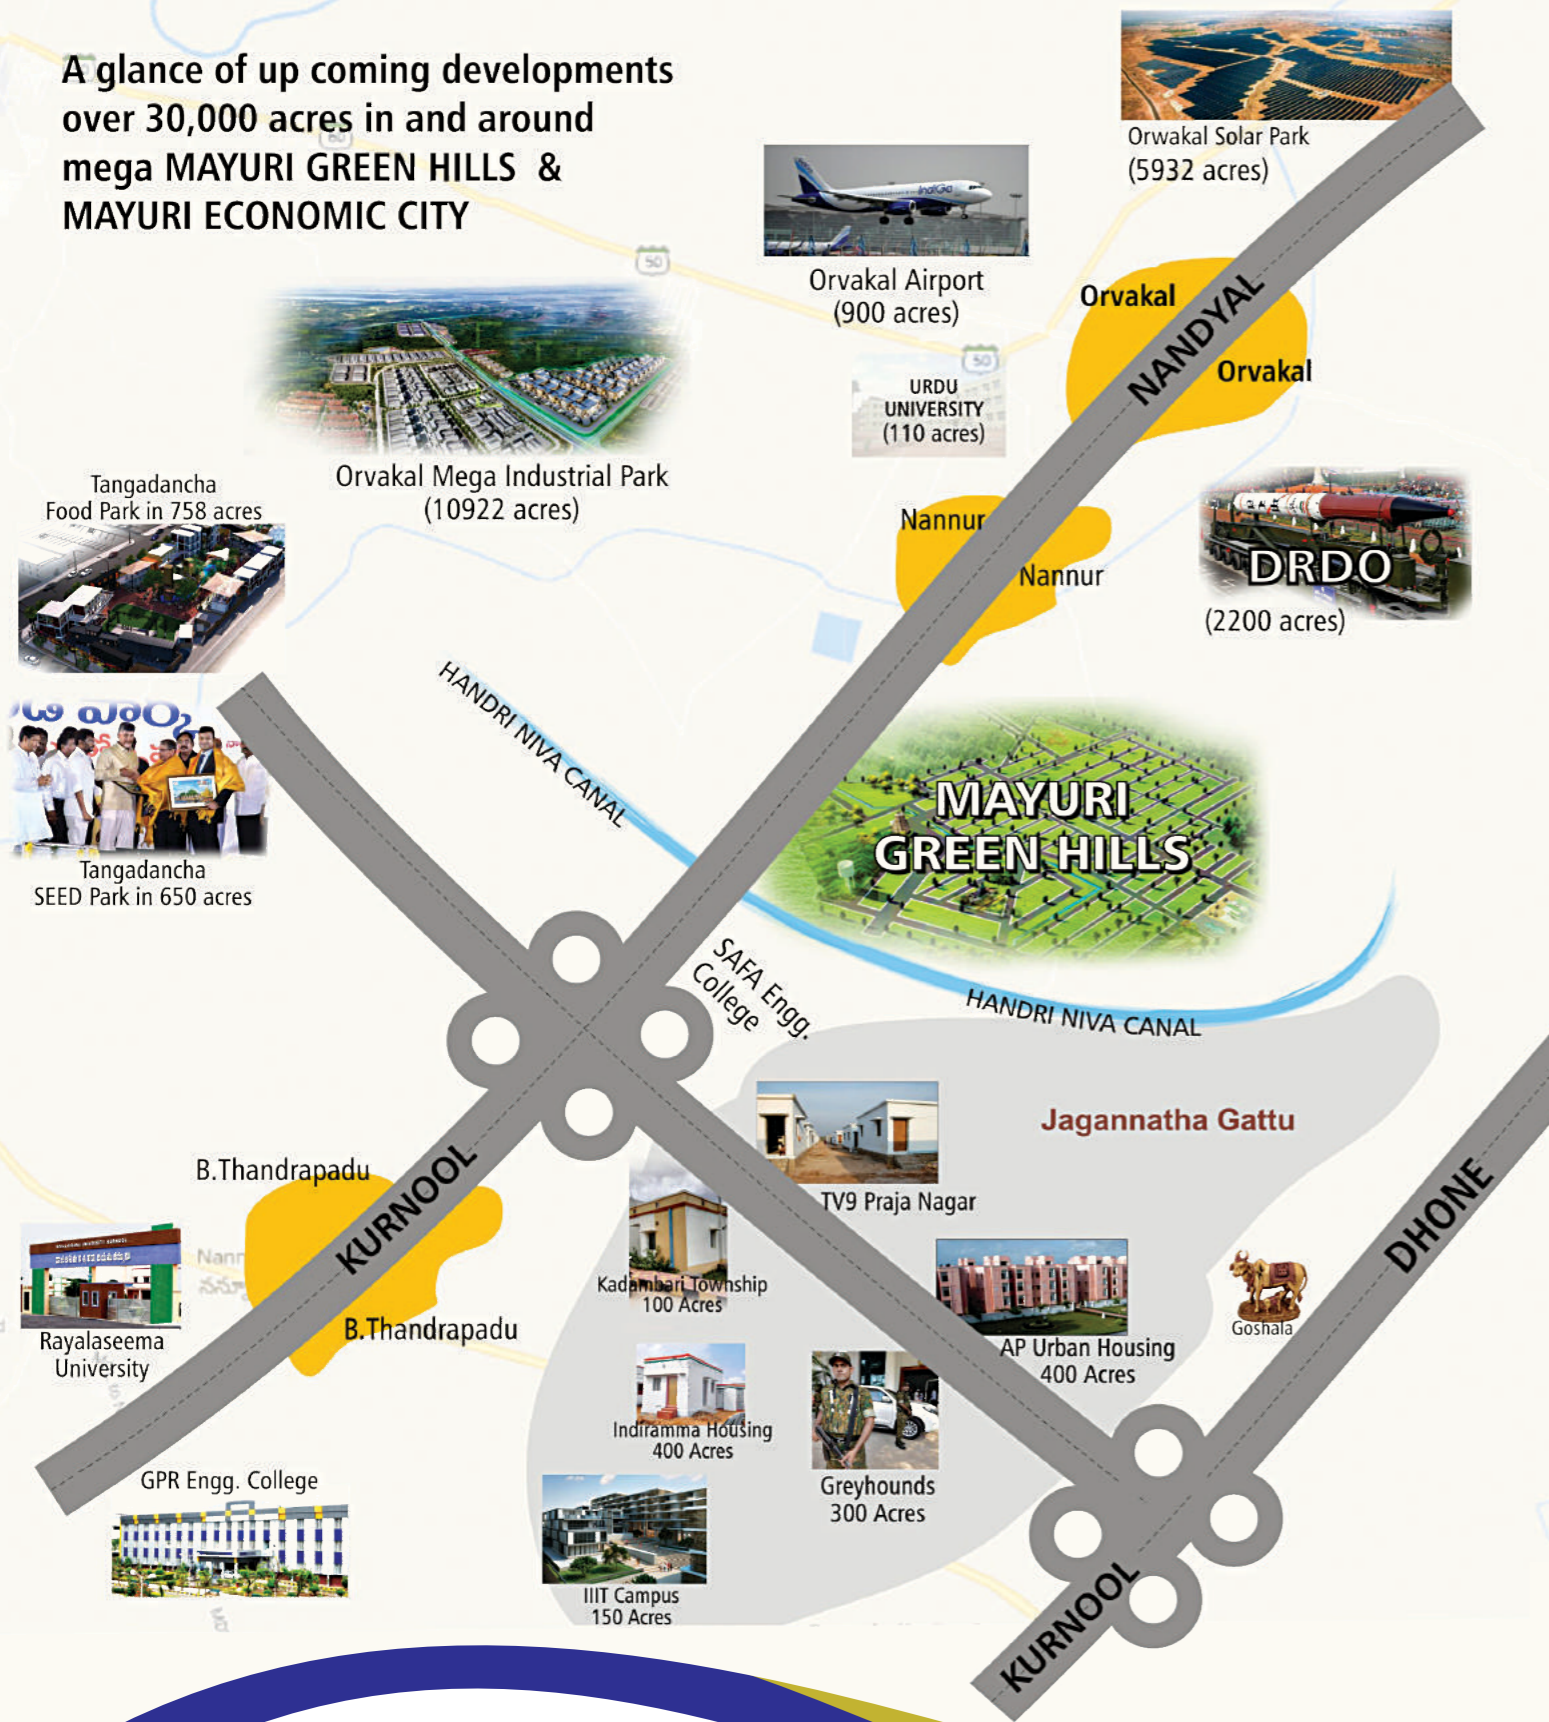 A glance of up coming developments
over 30,000 acres in and around
mega MAYURI GREEN HILLS &
MAYURI ECONOMIC CITY
Orwakal Solar Park
(5932 acres)
IndiGo
Orvakal Airport
(900 acres)
50
50
Orvakal
Orvakal
NANDYAL
URDU
UNIVERSITY
(110 acres)
Orvakal Mega Industrial Park
(10922 acres)
Tangadancha
Food Park in 758 acres
Nannur
Nannur
DRDO
(2200 acres)
HANDRI NIVA CANAL
Tangadancha
SEED Park in 650 acres
MAYURI
GREEN HILLS
SAFA Engg.
College
HANDRI NIVA CANAL
Jagannatha Gattu
TV9 Praja Nagar
B.Thandrapadu
KURNOOL
B.Thandrapadu
Rayalaseema
University
Kadambari Township
100 Acres
DHONE
Goshala
AP Urban Housing
400 Acres
Indiramma Housing
400 Acres
Greyhounds
300 Acres
GPR Engg. College
IIIT Campus
150 Acres
KURNOOL